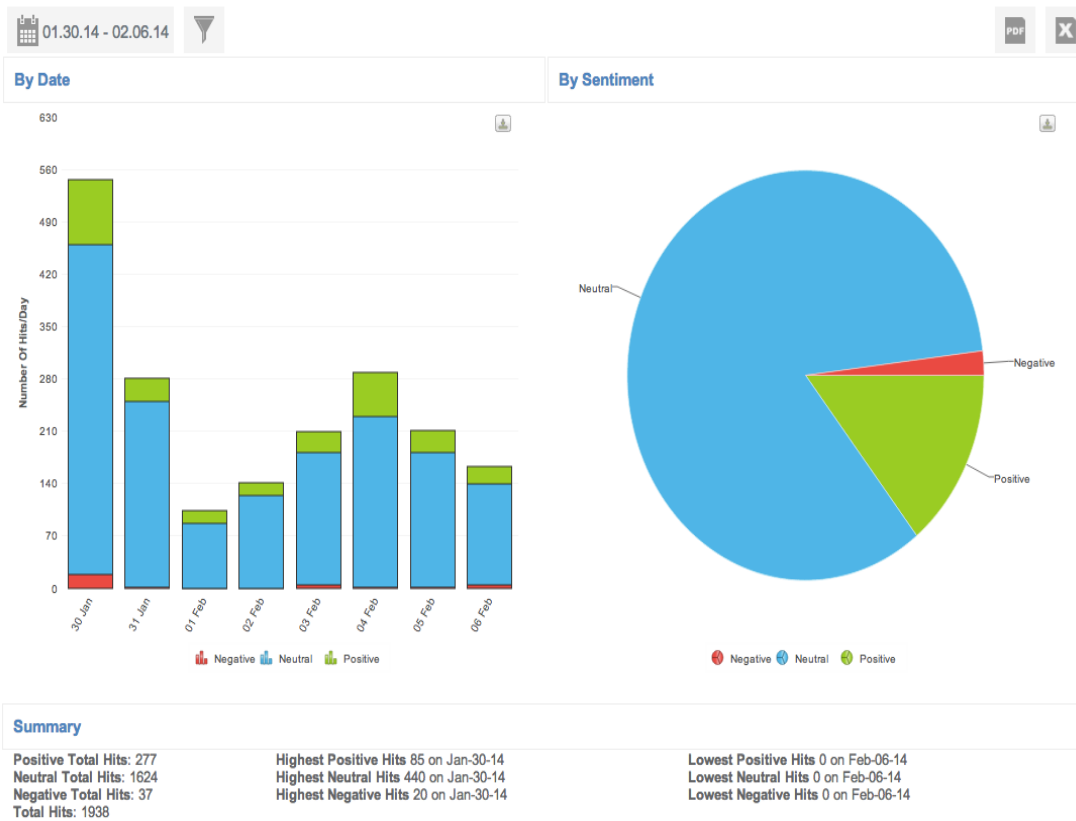 01.30.14 - 02.06.14
PDF
X
By Date
By Sentiment
630
560
490
420
350
280
210
140
70
0
Number Of Hits/Day
30 Jan
31 Jan
01 Feb
02 Feb
03 Feb
04 Feb
05 Feb
06 Feb
Negative Neutral Positive
Neutral
Negative
Positive
Negative Neutral Positive
Summary
Positive Total Hits: 277
Neutral Total Hits: 1624
Negative Total Hits: 37
Total Hits: 1938
Highest Positive Hits 85 on Jan-30-14
Highest Neutral Hits 440 on Jan-30-14
Highest Negative Hits 20 on Jan-30-14
Lowest Positive Hits 0 on Feb-06-14
Lowest Neutral Hits 0 on Feb-06-14
Lowest Negative Hits 0 on Feb-06-14